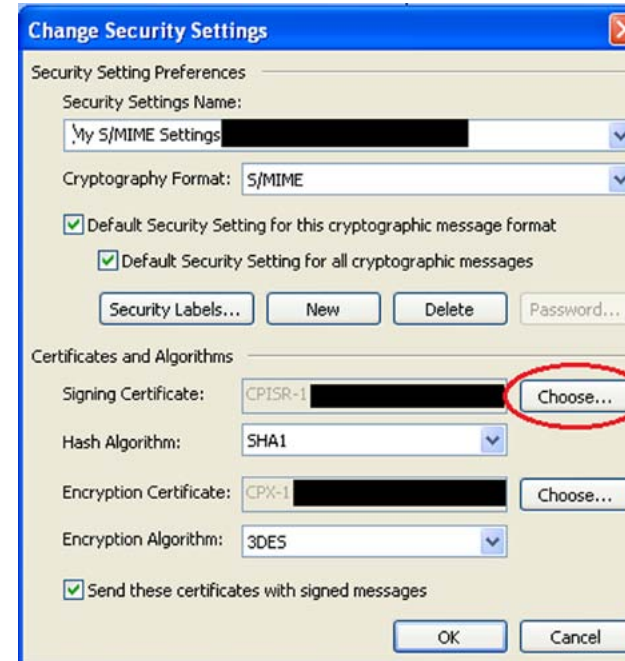 Change Security Settings
Security Setting Preferences
Security Settings Name:
My S/MIME Settings
Cryptography Format: S/MIME
Default Security Setting for this cryptographic message format
Default Security Setting for all cryptographic messages
Security Labels... New Delete Password...
Certificates and Algorithms
Signing Certificate: CPISR-1 Choose...
Hash Algorithm: SHA1
Encryption Certificate: CPX-1 Choose...
Encryption Algorithm: 3DES
Send these certificates with signed messages
OK Cancel